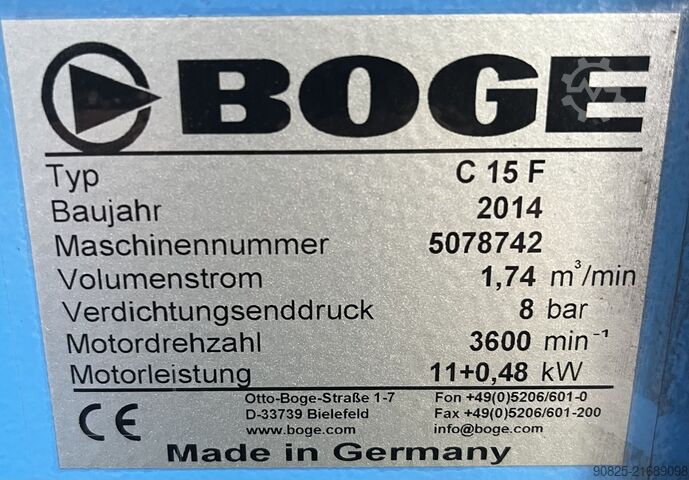 BOGE
Typ C 15 F
Baujahr 2014
Maschinennummer 5078742
Volumenstrom 1,74 m³/min
Verdichtungsenddruck 8 bar
Motordrehzahl 3600 min⁻¹
Motorleistung 11+0,48 kW
Otto-Boge-Straße 1-7 Fon +49(0)5206/601-0
D-33739 Bielefeld Fax +49(0)5206/601-200
www.boge.com info@boge.com
CE
Made in Germany
90825-21689098